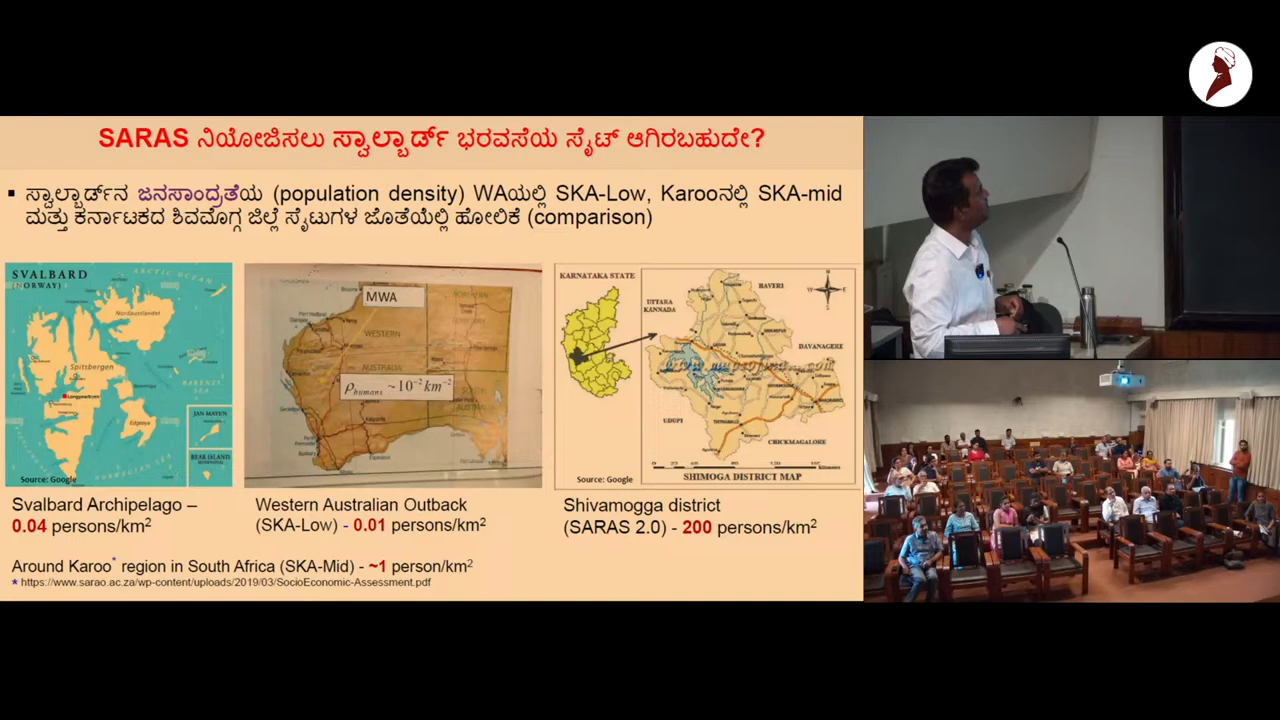 SARAS ನಿಯೋಜಿಸಲು ಸ್ವಾಲ್ಬಾರ್ಡ್ ಭರವಸೆಯ ಸೈಟ್ ಆಗಿರಬಹುದೇ?
▪ ಸ್ವಾಲ್ಬಾರ್ಡ್‌ನ ಜನಸಾಂದ್ರತೆಯ (population density) WAಯಲ್ಲಿ SKA-Low, Karooನಲ್ಲಿ SKA-mid
ಮತ್ತು ಕರ್ನಾಟಕದ ಶಿವಮೊಗ್ಗ ಜಿಲ್ಲೆ ಸೈಟುಗಳ ಜೊತೆಯೆಲ್ಲಿ ಹೋಲಿಕೆ (comparison)
SVALBARD
(NORWAY)
ARCTIC OCEAN
Nordaustlandet
Spitsbergen
Longyearbyen
Edgeøya
BARENTS SEA
JAN MAYEN
BEAR ISLAND
NORWEGIAN SEA
Source: Google
MWA
WESTERN
AUSTRALIA
ρhumans ~10⁻² km⁻²
KARNATAKA STATE
UTTARA
KANNADA
HAVERI
DAVANAGERE
UDUPI
CHICKMAGALORE
SHIMOGA DISTRICT MAP
Source: Google
Svalbard Archipelago –
0.04 persons/km²
Western Australian Outback
(SKA-Low) - 0.01 persons/km²
Shivamogga district
(SARAS 2.0) - 200 persons/km²
Around Karoo* region in South Africa (SKA-Mid) - ~1 person/km²
* https://www.sarao.ac.za/wp-content/uploads/2019/03/SocioEconomic-Assessment.pdf